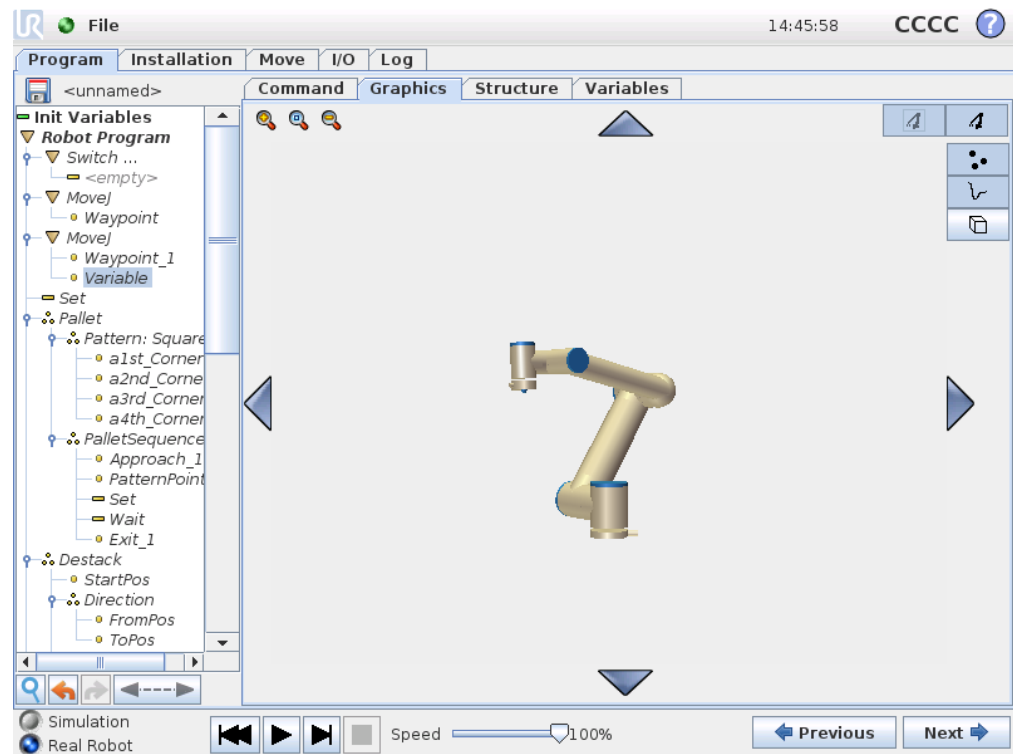 UR File 14:45:58 CCCC ?
Program Installation Move I/O Log
<unnamed>
Command Graphics Structure Variables
Init Variables
Robot Program
Switch ...
<empty>
MoveJ
Waypoint
MoveJ
Waypoint_1
Variable
Set
Pallet
Pattern: Square
a1st_Corner
a2nd_Corne
a3rd_Corner
a4th_Corner
PalletSequence
Approach_1
PatternPoint
Set
Wait
Exit_1
Destack
StartPos
Direction
FromPos
ToPos
Simulation
Real Robot
Speed 100%
Previous Next